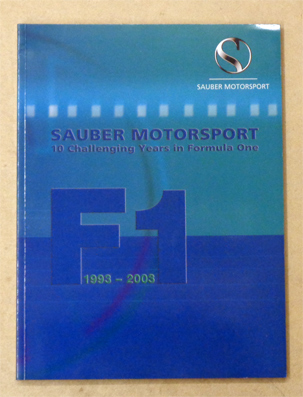 S
SAUBER MOTORSPORT
SAUBER MOTORSPORT
10 Challenging Years in Formula One
F1
1993 – 2003